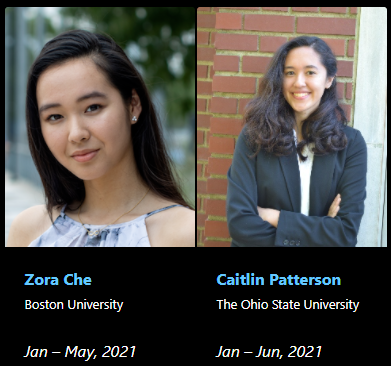 Zora Che
Boston University
Jan – May, 2021
Caitlin Patterson
The Ohio State University
Jan – Jun, 2021